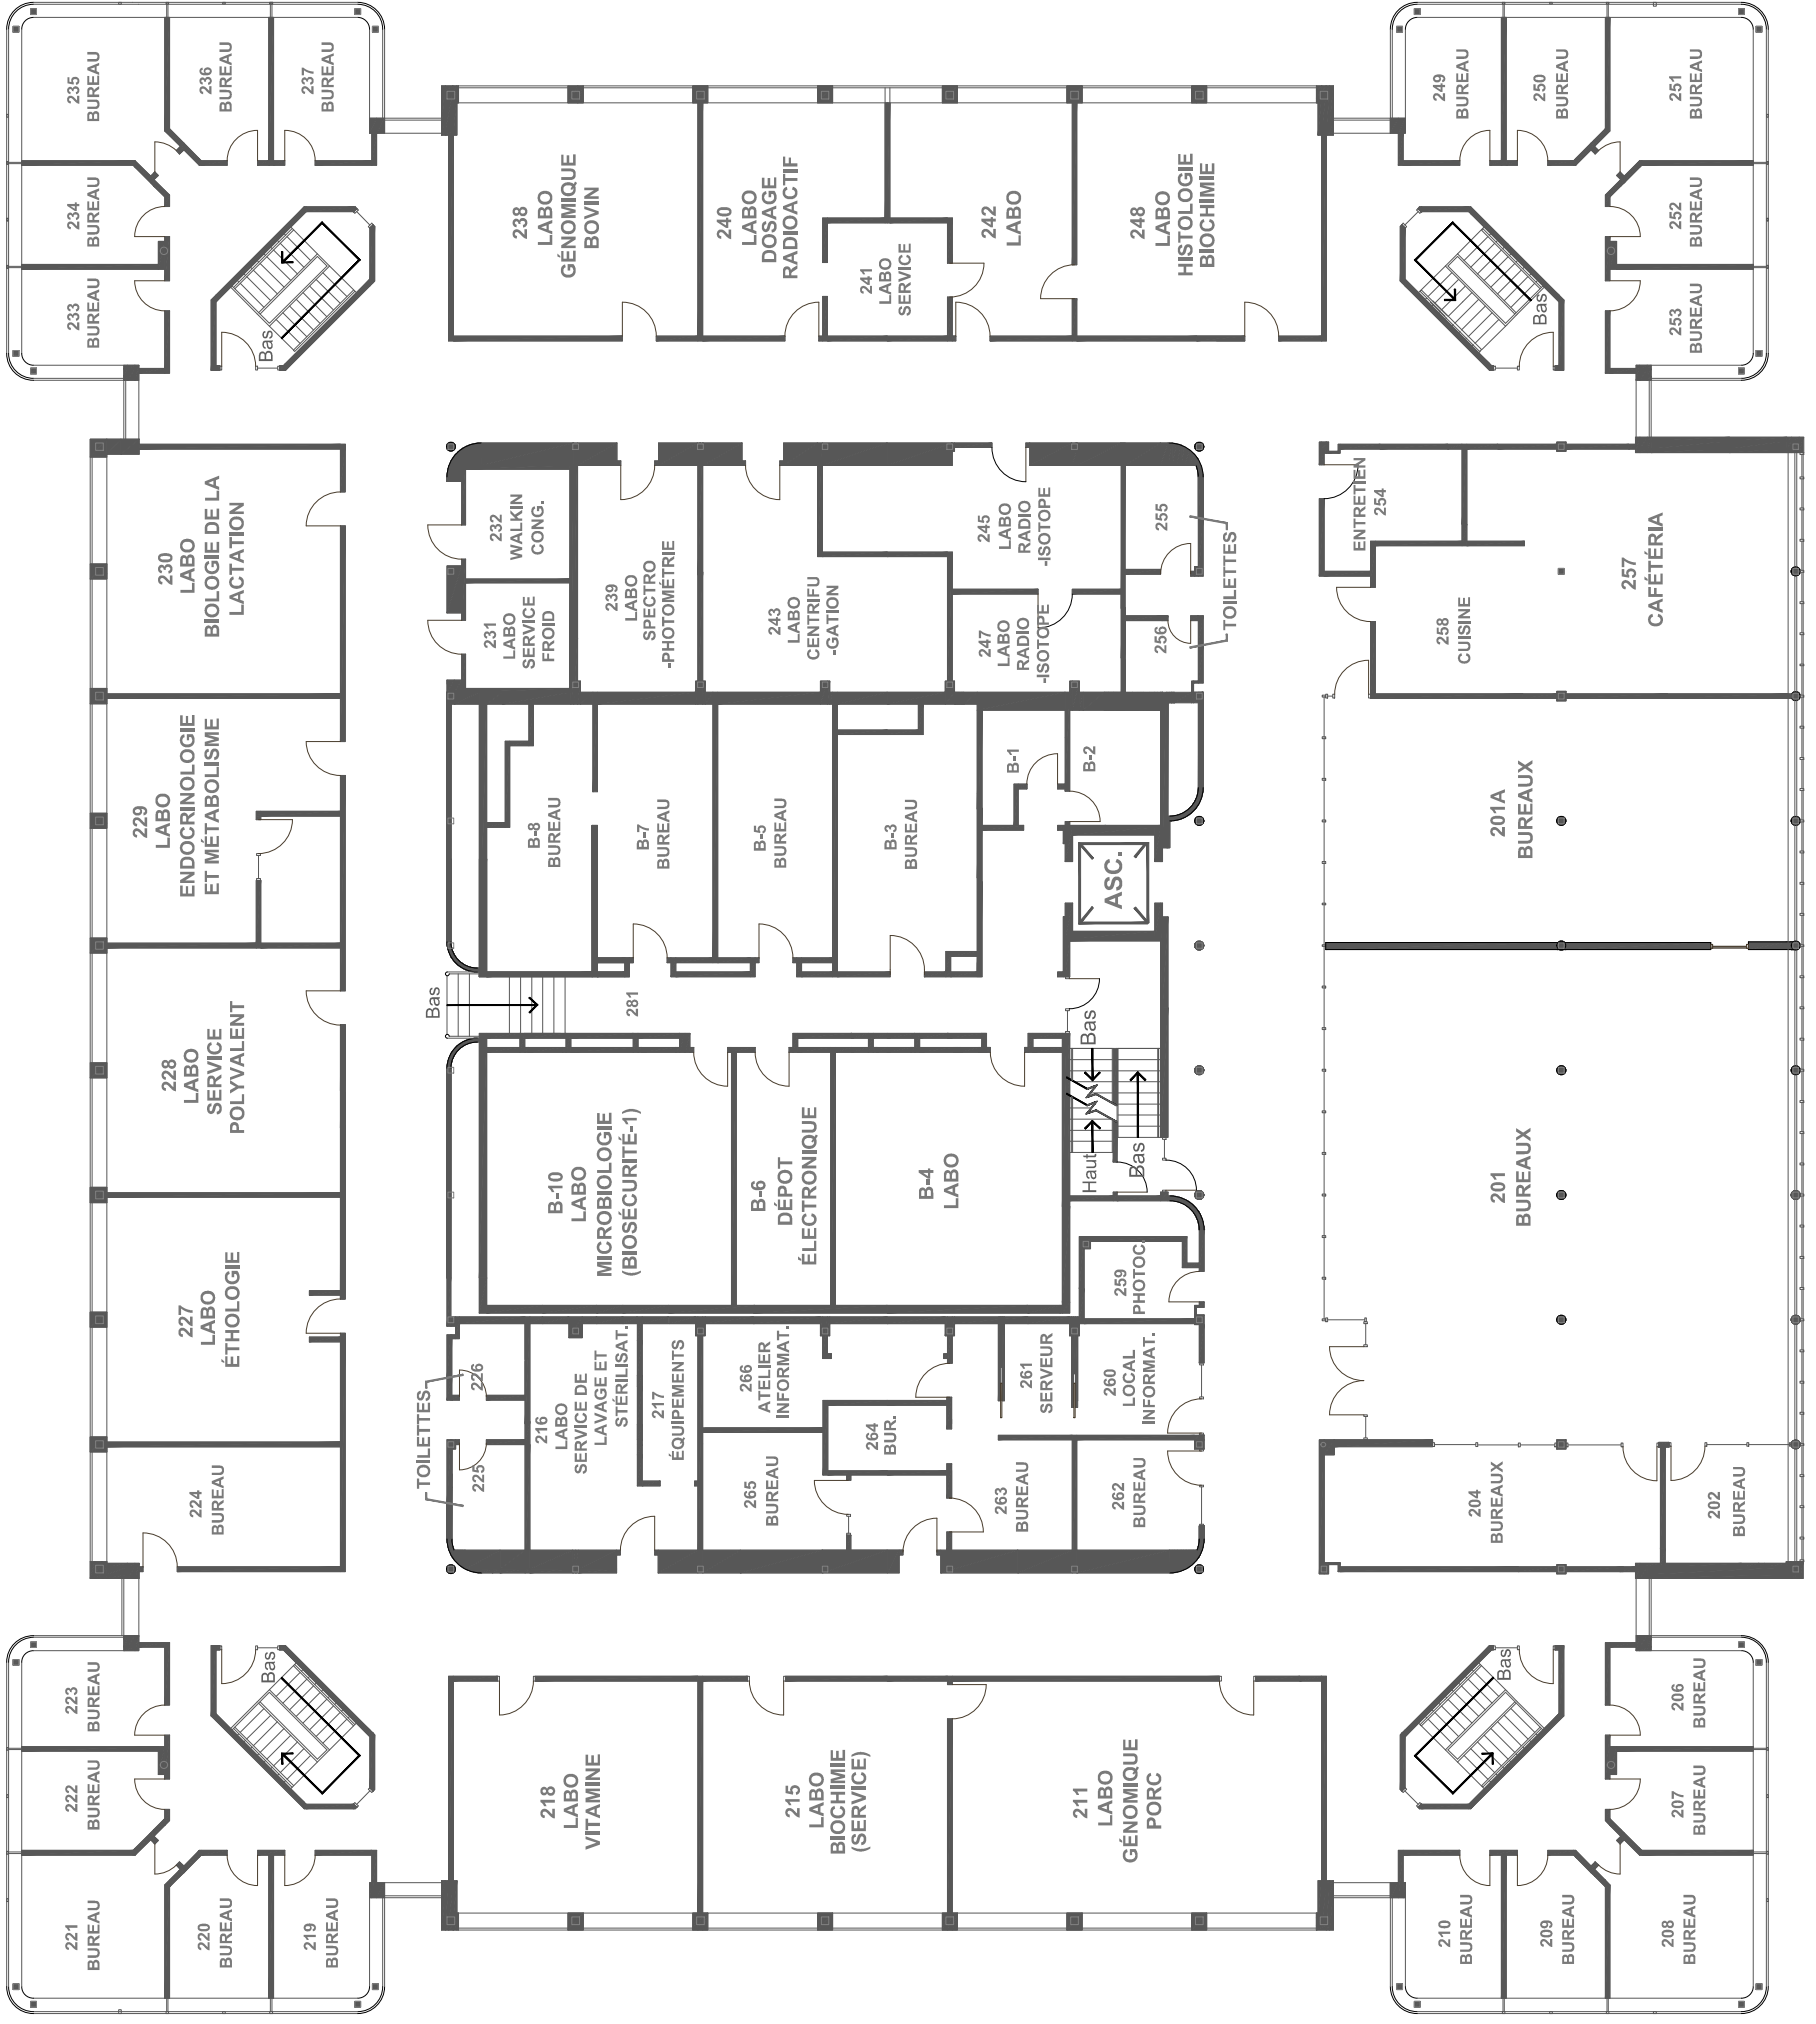 235
BUREAU
236
BUREAU
237
BUREAU
234
BUREAU
233
BUREAU
Bas
238
LABO
GÉNOMIQUE
BOVIN
240
LABO
DOSAGE
RADIOACTIF
241
LABO
SERVICE
242
LABO
248
LABO
HISTOLOGIE
BIOCHIMIE
249
BUREAU
250
BUREAU
251
BUREAU
252
BUREAU
253
BUREAU
Bas
230
LABO
BIOLOGIE DE LA
LACTATION
232
WALKIN
CONG.
231
LABO
SERVICE
FROID
239
LABO
SPECTRO
-PHOTOMÉTRIE
243
LABO
CENTRIFU
-GATION
245
LABO
RADIO
-ISOTOPE
247
LABO
RADIO
-ISOTOPE
255
256
TOILETTES
ENTRETIEN
254
257
CAFÉTÉRIA
258
CUISINE
229
LABO
ENDOCRINOLOGIE
ET MÉTABOLISME
B-8
BUREAU
B-7
BUREAU
B-5
BUREAU
B-3
BUREAU
B-1
B-2
ASC.
201A
BUREAUX
Bas
281
Bas
228
LABO
SERVICE
POLYVALENT
B-10
LABO
MICROBIOLOGIE
(BIOSÉCURITÉ-1)
B-6
DÉPOT
ÉLECTRONIQUE
B-4
LABO
Haut
Bas
201
BUREAUX
227
LABO
ÉTHOLOGIE
259
PHOTOC.
226
225
TOILETTES
216
LABO
SERVICE DE
LAVAGE ET
STÉRILISAT.
217
ÉQUIPEMENTS
266
ATELIER
INFORMAT.
264
BUR.
265
BUREAU
261
SERVEUR
260
LOCAL
INFORMAT.
263
BUREAU
262
BUREAU
224
BUREAU
204
BUREAUX
202
BUREAU
223
BUREAU
222
BUREAU
221
BUREAU
220
BUREAU
219
BUREAU
Bas
218
LABO
VITAMINE
215
LABO
BIOCHIMIE
(SERVICE)
211
LABO
GÉNOMIQUE
PORC
Bas
206
BUREAU
207
BUREAU
210
BUREAU
209
BUREAU
208
BUREAU